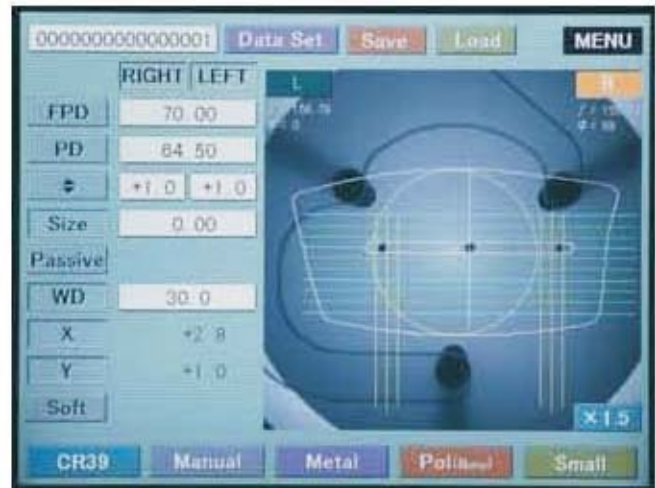 0000000000000001 Data Set Save Load MENU
RIGHT LEFT
FPD 70.00
PD 64.50
+1.0 +1.0
Size 0.00
Passive
WD 30.0
X +2.8
Y +1.0
Soft
L
R
×1.5
CR39 Manual Metal Small